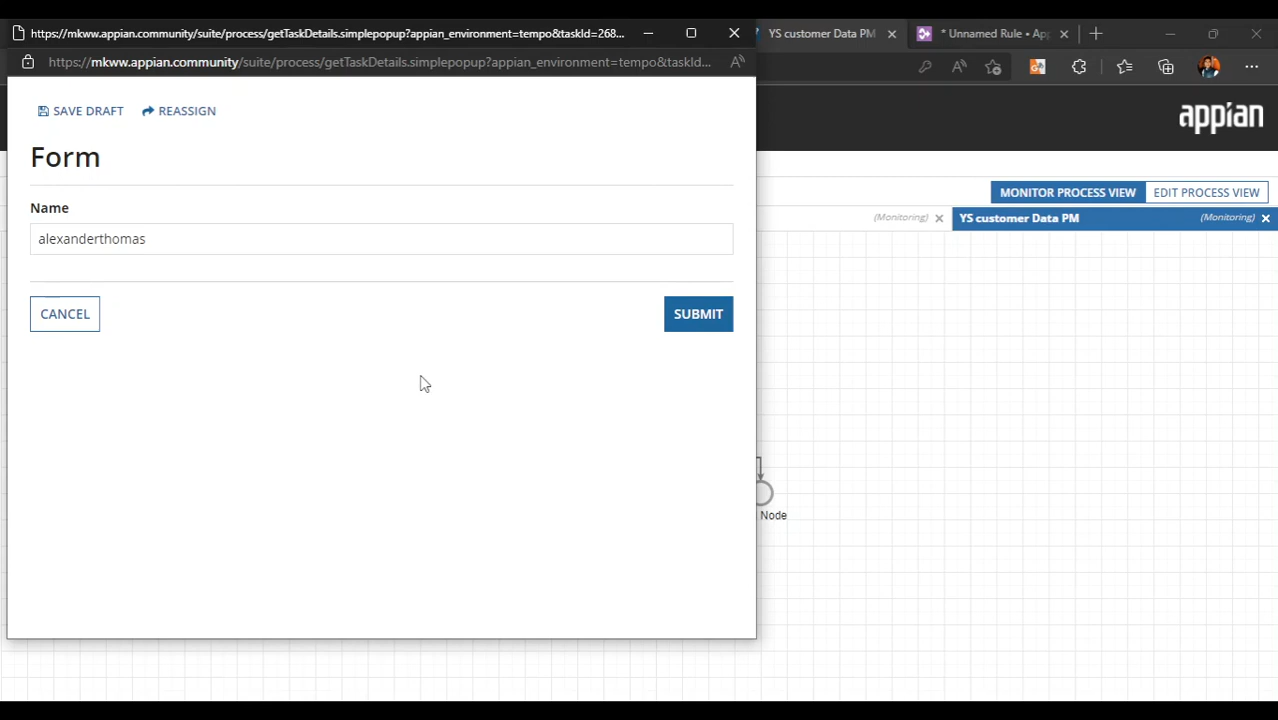 https://mkww.appian.community/suite/process/getTaskDetails.simplepopup?appian_environment=tempo&taskId=268...
YS customer Data PM
* Unnamed Rule • Ap
https://mkww.appian.community/suite/process/getTaskDetails.simplepopup?appian_environment=tempo&taskId...
SAVE DRAFT
REASSIGN
appian
Form
MONITOR PROCESS VIEW
EDIT PROCESS VIEW
Name
(Monitoring)
YS customer Data PM
(Monitoring)
alexanderthomas
CANCEL
SUBMIT
Node